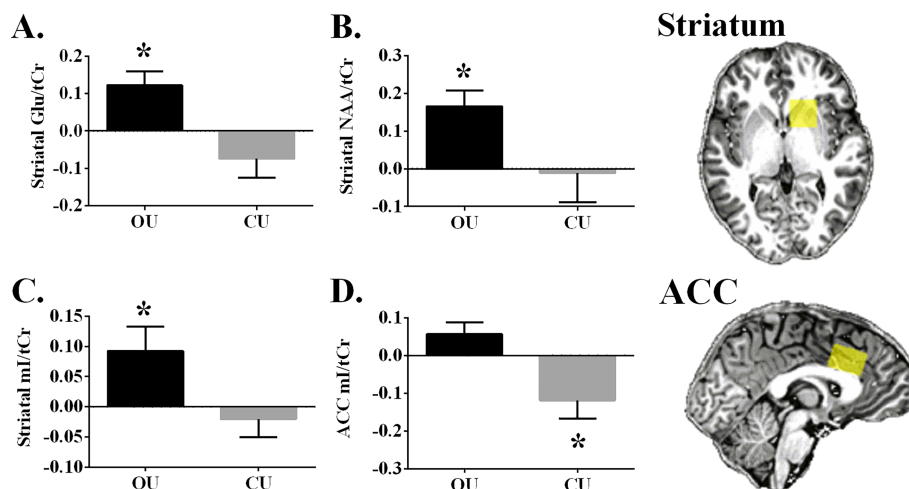 A.
Striatal Glu/tCr
0.2
0.1
0.0
-0.1
-0.2
*
OU
CU
B.
Striatal NAA/tCr
0.3
0.2
0.1
0.0
-0.1
*
OU
CU
Striatum
C.
Striatal mI/tCr
0.15
0.10
0.05
0.00
-0.05
-0.10
*
OU
CU
D.
ACC mI/tCr
0.1
0.0
-0.1
-0.2
-0.3
*
OU
CU
ACC